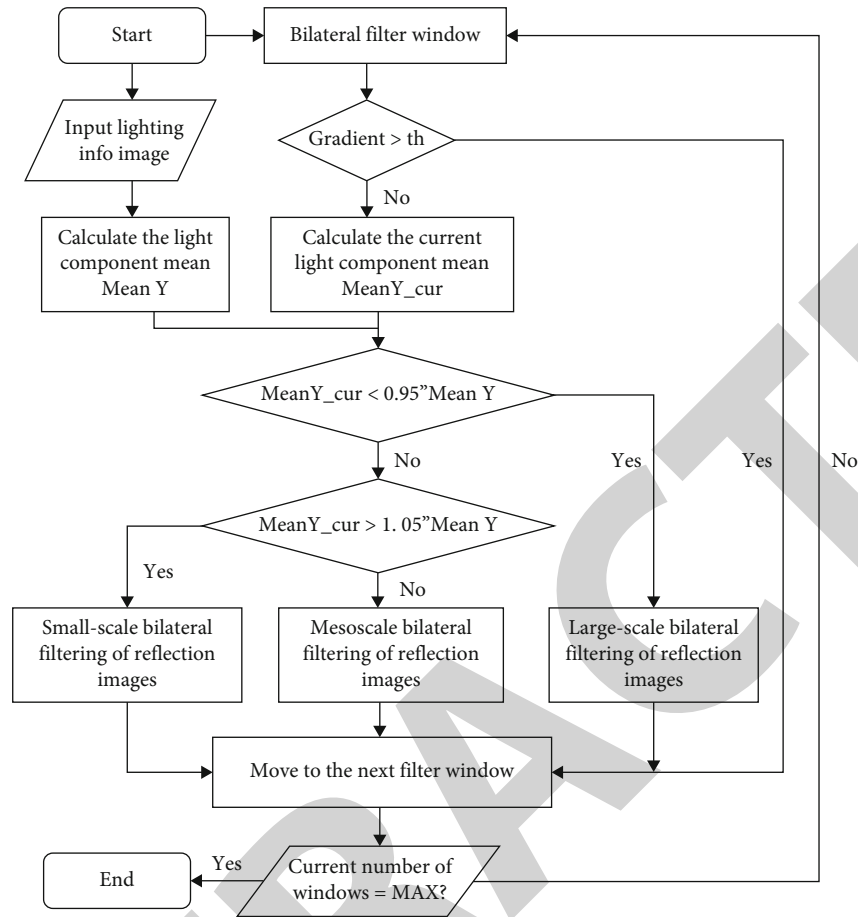 Start
Bilateral filter window
Input lighting
info image
Gradient > th
No
Calculate the light
component mean
Mean Y
Calculate the current
light component mean
MeanY_cur
MeanY_cur < 0.95”Mean Y
No
Yes
Yes
No
MeanY_cur > 1. 05”Mean Y
Yes
No
Small-scale bilateral
filtering of reflection
images
Mesoscale bilateral
filtering of reflection
images
Large-scale bilateral
filtering of reflection
images
Move to the next filter window
End
Yes
Current number of
windows = MAX?